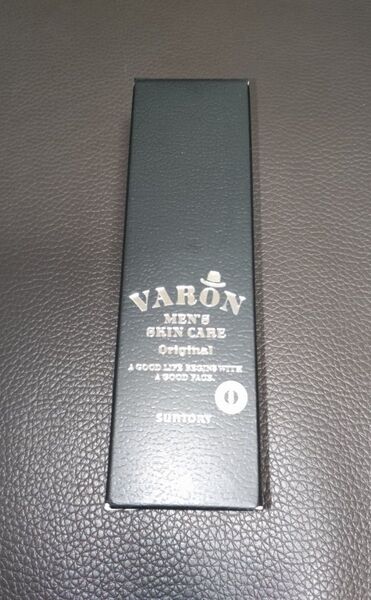 VARON
MEN'S
SKIN CARE
Original
A GOOD LIFE BEGINS WITH
A GOOD FACE.
O
SUNTORY